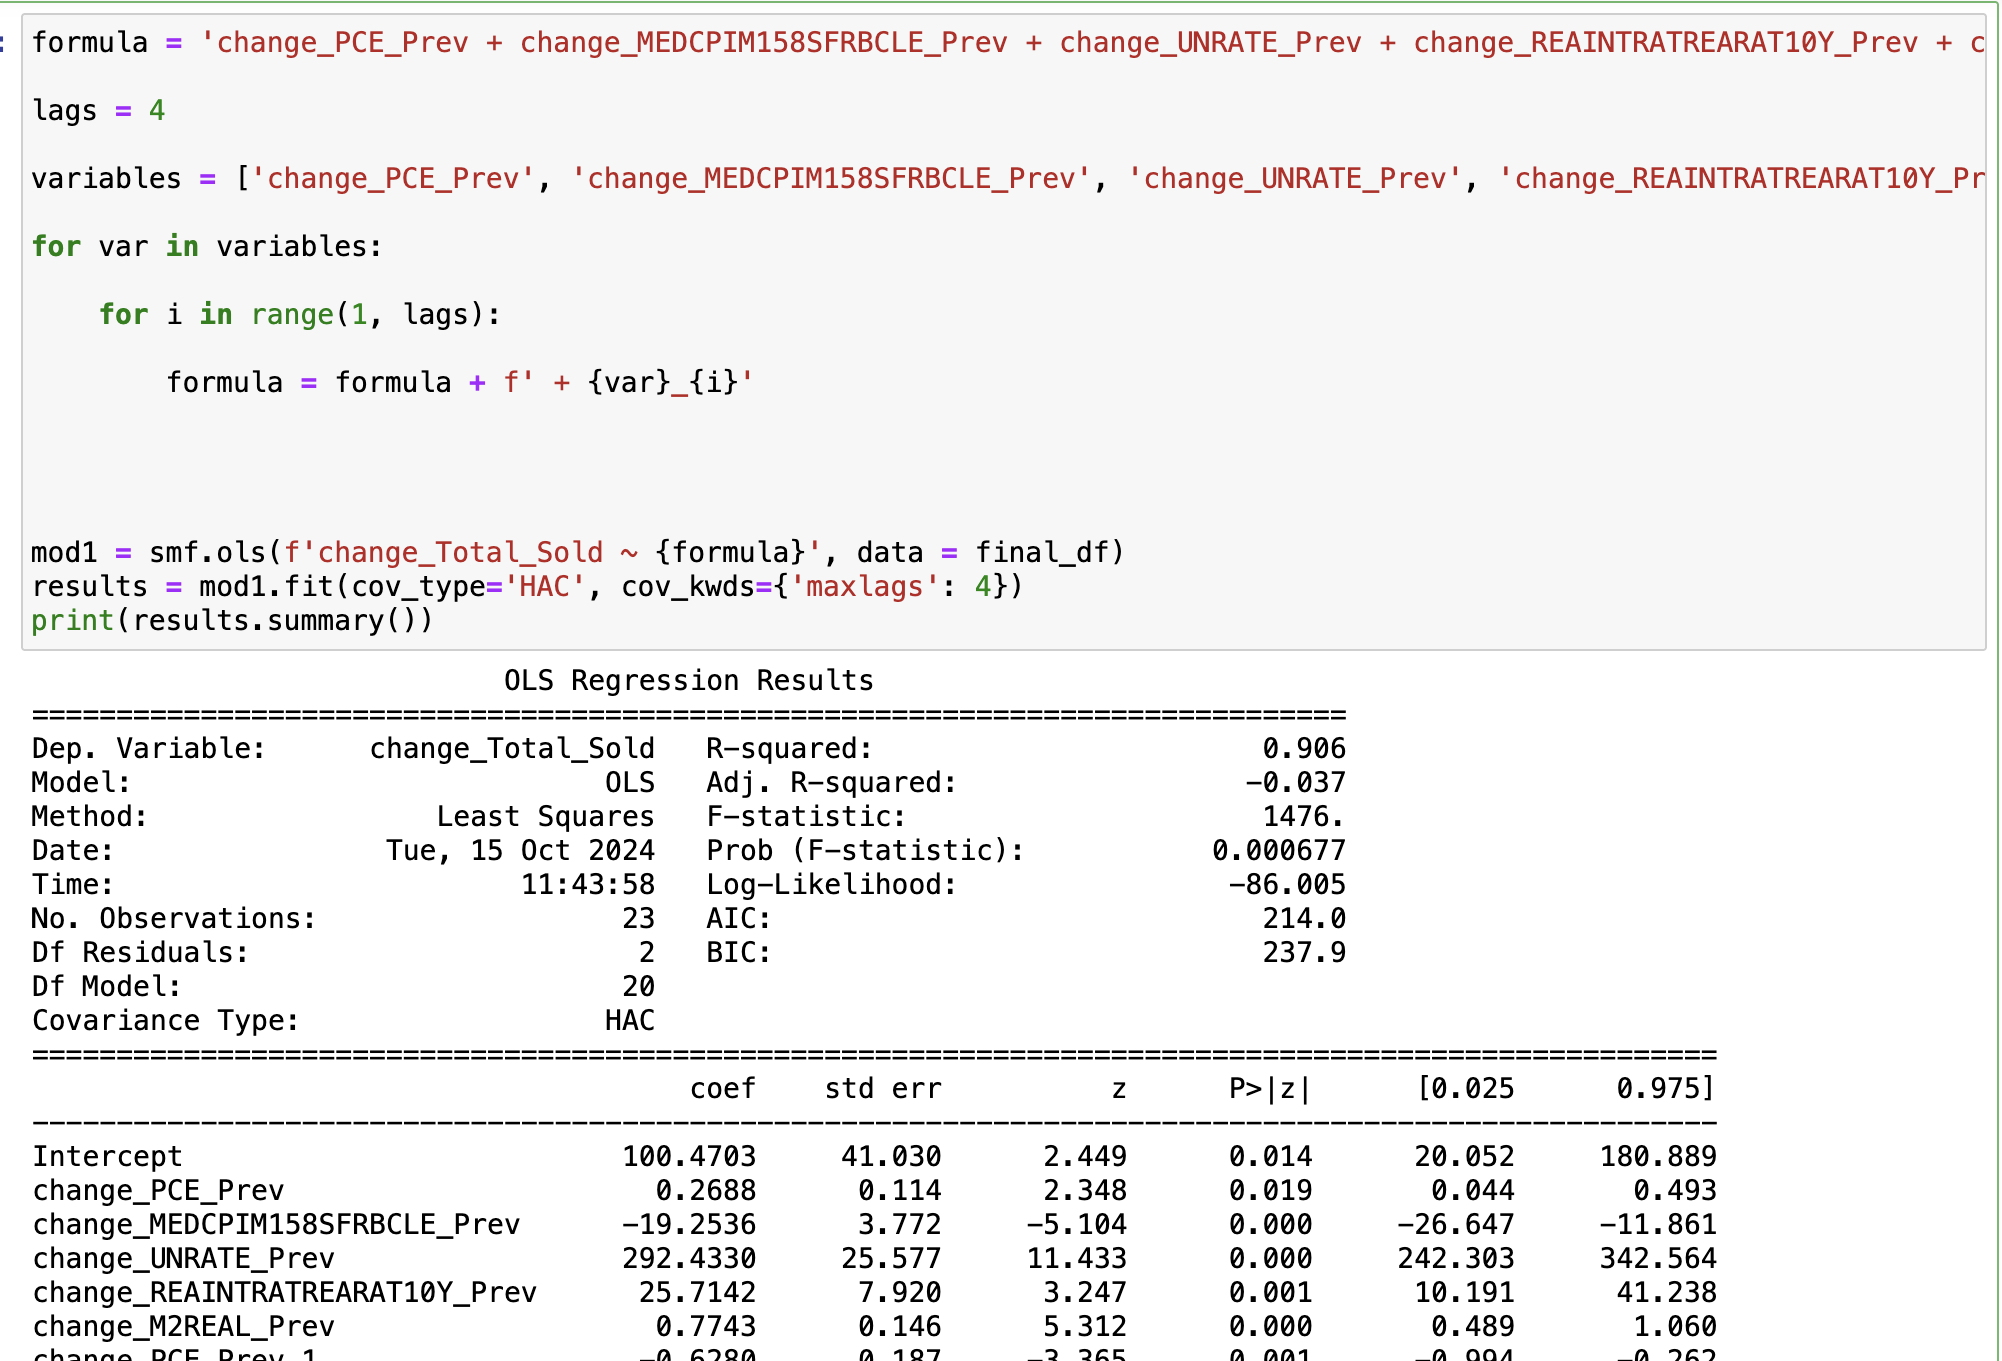 formula = 'change_PCE_Prev + change_MEDCPIM158SFRBCLE_Prev + change_UNRATE_Prev + change_REAINTRATREARAT10Y_Prev + c
lags = 4
variables = ['change_PCE_Prev', 'change_MEDCPIM158SFRBCLE_Prev', 'change_UNRATE_Prev', 'change_REAINTRATREARAT10Y_Pr
for var in variables:
for i in range(1, lags):
formula = formula + f' + {var}_{i}'
mod1 = smf.ols(f'change_Total_Sold ~ {formula}', data = final_df)
results = mod1.fit(cov_type='HAC', cov_kwds={'maxlags': 4})
print(results.summary())
OLS Regression Results
==============================================================================
Dep. Variable: change_Total_Sold R-squared: 0.906
Model: OLS Adj. R-squared: -0.037
Method: Least Squares F-statistic: 1476.
Date: Tue, 15 Oct 2024 Prob (F-statistic): 0.000677
Time: 11:43:58 Log-Likelihood: -86.005
No. Observations: 23 AIC: 214.0
Df Residuals: 2 BIC: 237.9
Df Model: 20
Covariance Type: HAC
====================================================================================================
coef std err z P>|z| [0.025 0.975]
----------------------------------------------------------------------------------------------------
Intercept 100.4703 41.030 2.449 0.014 20.052 180.889
change_PCE_Prev 0.2688 0.114 2.348 0.019 0.044 0.493
change_MEDCPIM158SFRBCLE_Prev -19.2536 3.772 -5.104 0.000 -26.647 -11.861
change_UNRATE_Prev 292.4330 25.577 11.433 0.000 242.303 342.564
change_REAINTRATREARAT10Y_Prev 25.7142 7.920 3.247 0.001 10.191 41.238
change_M2REAL_Prev 0.7743 0.146 5.312 0.000 0.489 1.060
change_PCE_Prev_1 -0.6280 0.187 -3.365 0.001 -0.994 -0.262